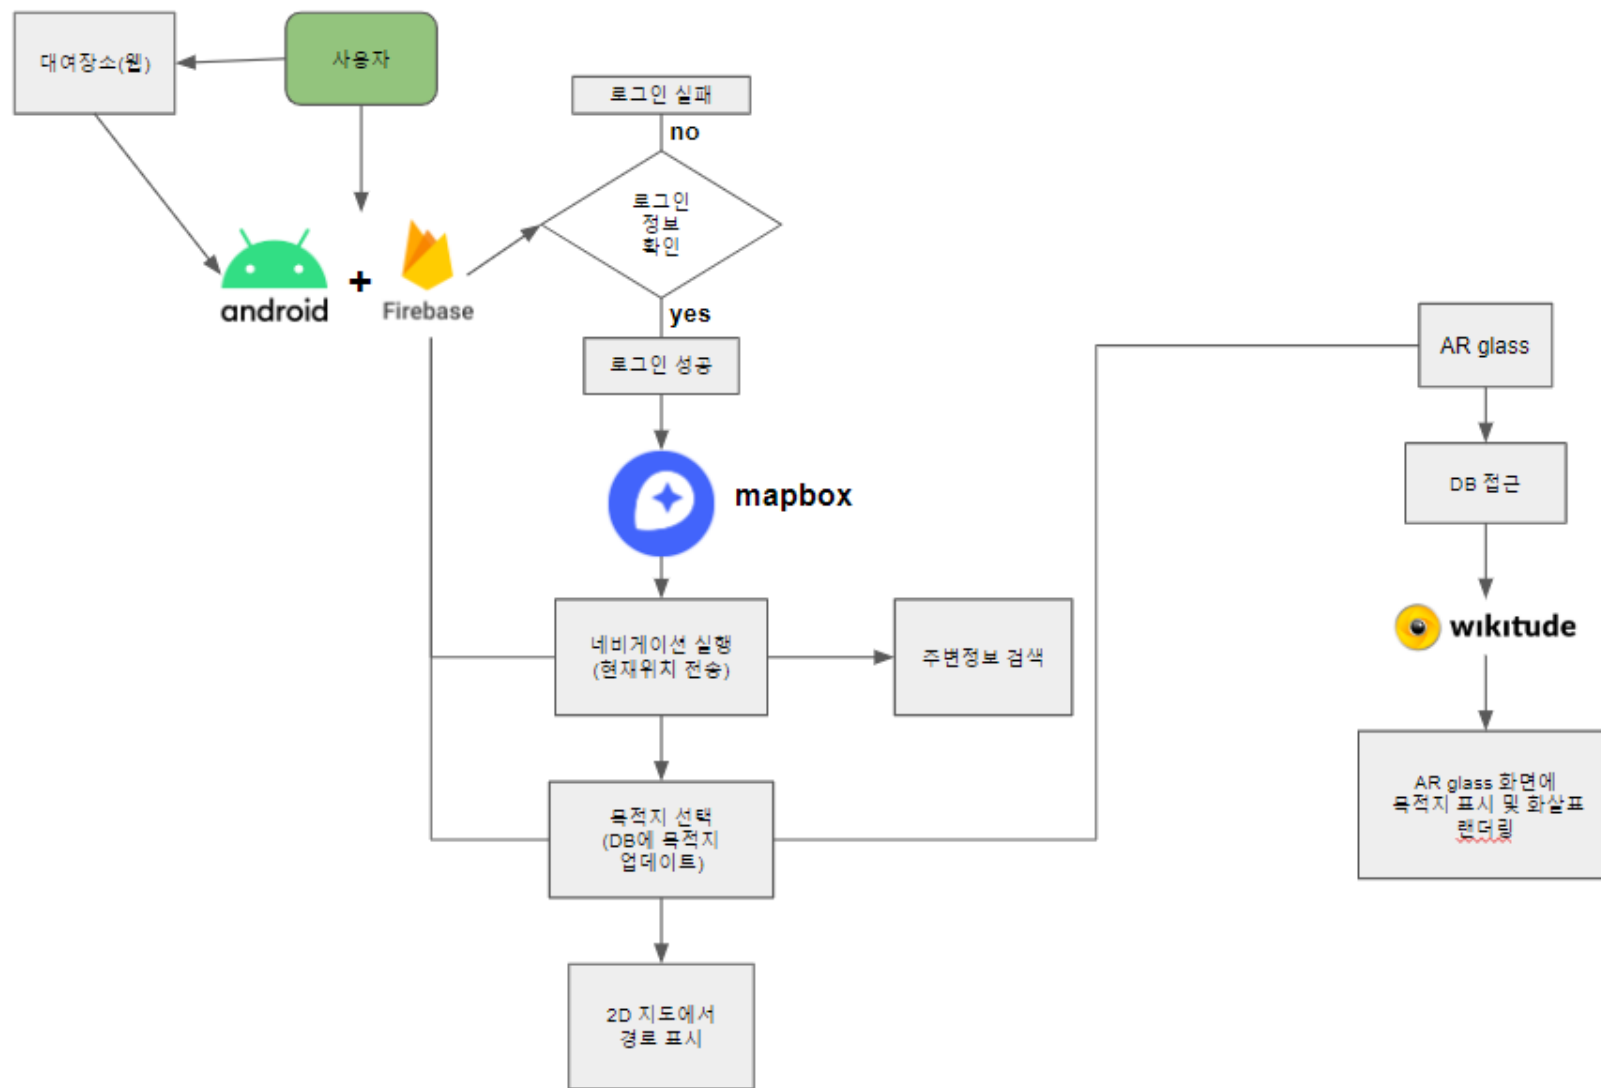 대여장소(웹)
사용자
로그인 실패
no
로그인
정보
확인
android
+
Firebase
yes
로그인 성공
mapbox
네비게이션 실행
(현재위치 전송)
주변정보 검색
목적지 선택
(DB에 목적지
업데이트)
2D 지도에서
경로 표시
AR glass
DB 접근
wikitude
AR glass 화면에
목적지 표시 및 화살표
랜더링